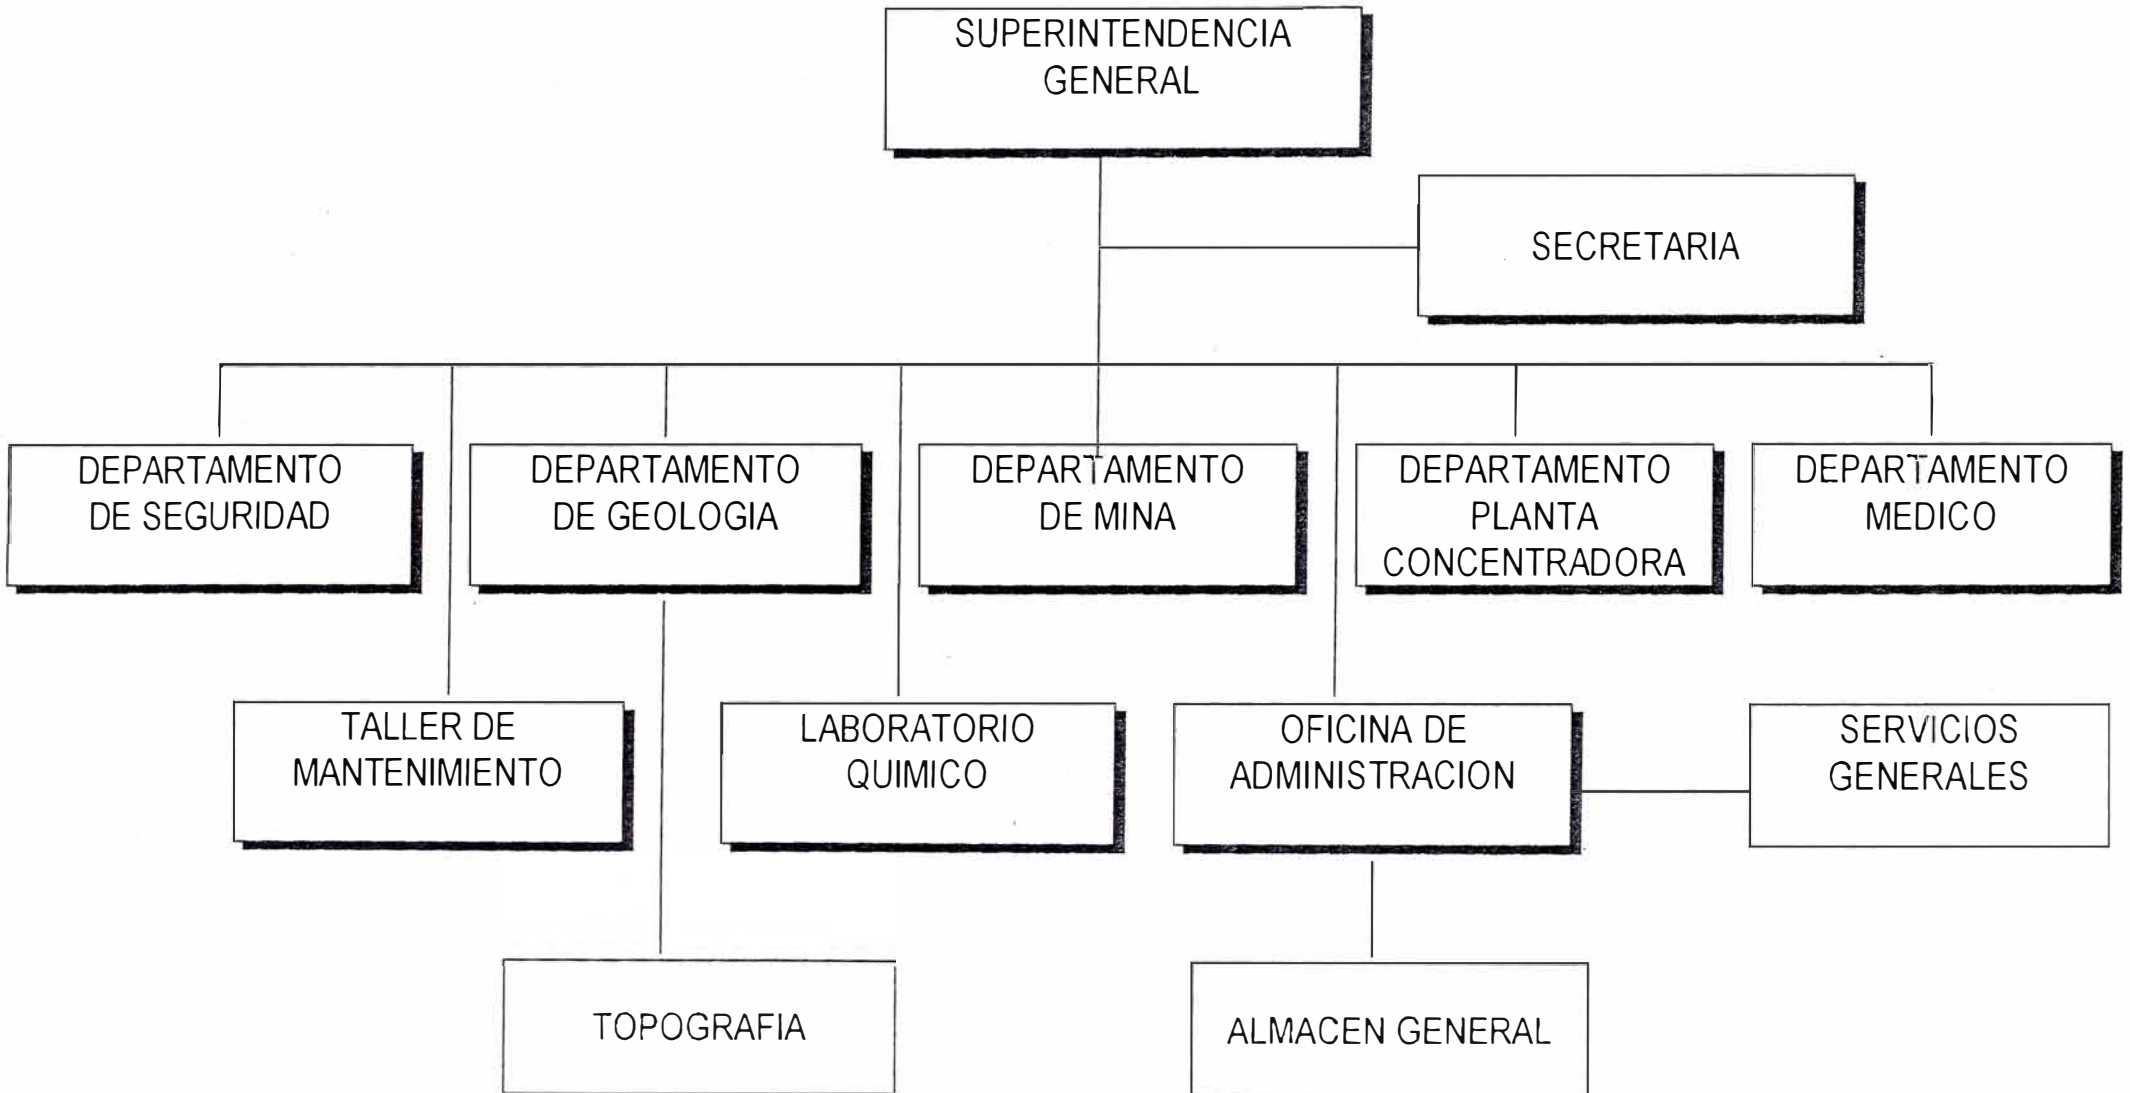 SUPERINTENDENCIA
GENERAL
SECRETARIA
DEPARTAMENTO
DE SEGURIDAD
DEPARTAMENTO
DE GEOLOGIA
DEPARTAMENTO
DE MINA
DEPARTAMENTO
PLANTA
CONCENTRADORA
DEPARTAMENTO
MEDICO
TALLER DE
MANTENIMIENTO
LABORATORIO
QUIMICO
OFICINA DE
ADMINISTRACION
SERVICIOS
GENERALES
TOPOGRAFIA
ALMACEN GENERAL